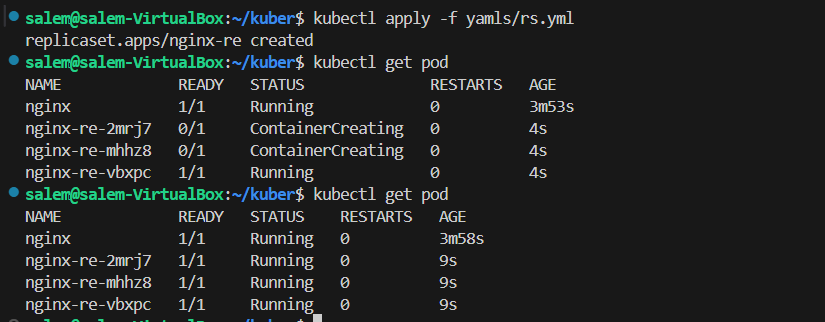 salem@salem-VirtualBox:~/kuber$ kubectl apply -f yamls/rs.yml
replicaset.apps/nginx-re created
salem@salem-VirtualBox:~/kuber$ kubectl get pod
NAME             READY   STATUS              RESTARTS   AGE
nginx            1/1     Running             0          3m53s
nginx-re-2mrj7   0/1     ContainerCreating   0          4s
nginx-re-mhhz8   0/1     ContainerCreating   0          4s
nginx-re-vbxpc   1/1     Running             0          4s
salem@salem-VirtualBox:~/kuber$ kubectl get pod
NAME             READY   STATUS    RESTARTS   AGE
nginx            1/1     Running   0          3m58s
nginx-re-2mrj7   1/1     Running   0          9s
nginx-re-mhhz8   1/1     Running   0          9s
nginx-re-vbxpc   1/1     Running   0          9s
salem@salem-VirtualBox:~/kuber$